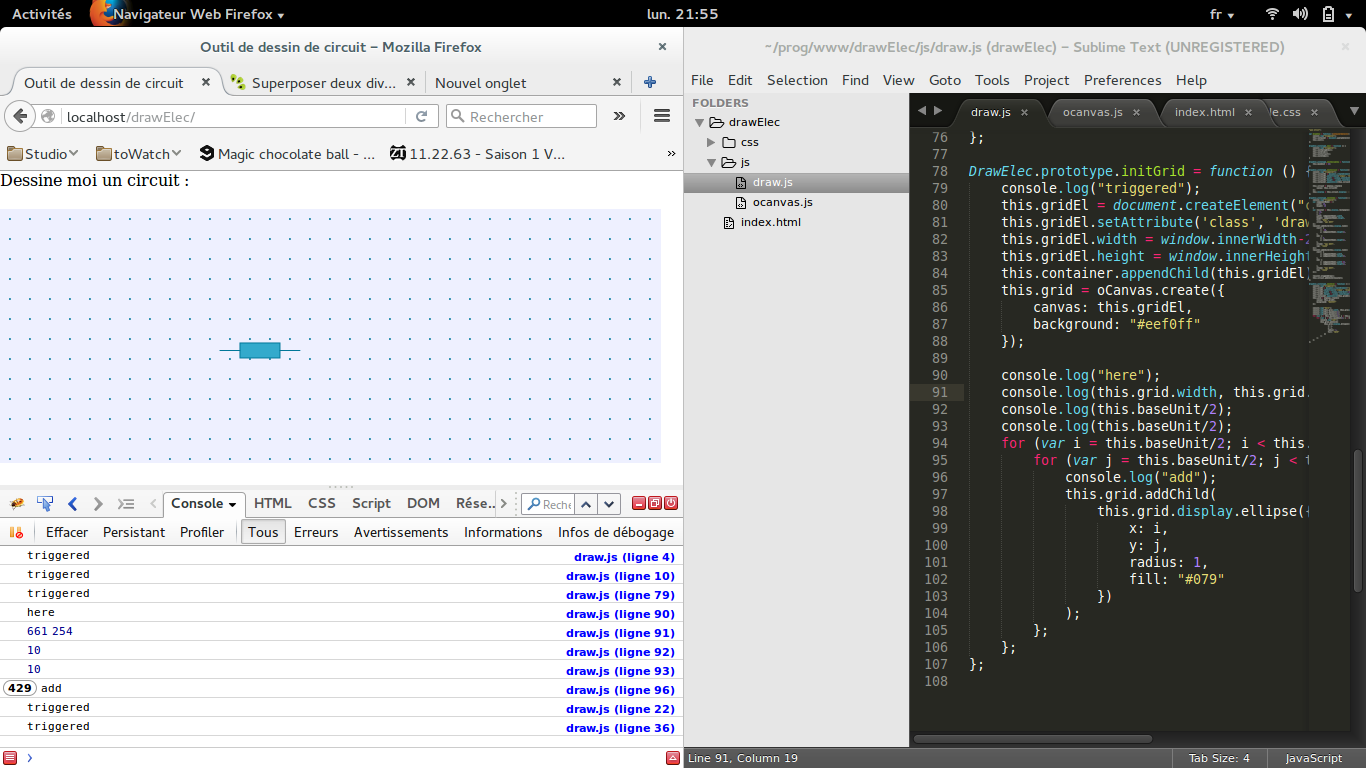 Activités Navigateur Web Firefox lun. 21:55 fr
Outil de dessin de circuit – Mozilla Firefox ×
Outil de dessin de circuit × Superposer deux div... × Nouvel onglet ×
localhost/drawElec/ Rechercher »
Studio toWatch Magic chocolate ball - ... 11.22.63 - Saison 1 V... »
Dessine moi un circuit :
Console HTML CSS Script DOM Rése... Reche
Effacer Persistant Profiler Tous Erreurs Avertissements Informations Infos de débogage
triggered draw.js (ligne 4)
triggered draw.js (ligne 10)
triggered draw.js (ligne 79)
here draw.js (ligne 90)
661 254 draw.js (ligne 91)
10 draw.js (ligne 92)
10 draw.js (ligne 93)
429 add draw.js (ligne 96)
triggered draw.js (ligne 22)
triggered draw.js (ligne 36)
~/prog/www/drawElec/js/draw.js (drawElec) – Sublime Text (UNREGISTERED) ×
File Edit Selection Find View Goto Tools Project Preferences Help
FOLDERS
drawElec
css
js
draw.js
ocanvas.js
index.html
draw.js × ocanvas.js × index.html × le.css ×
76 };
77
78 DrawElec.prototype.initGrid = function () {
79 console.log("triggered");
80 this.gridEl = document.createElement("c
81 this.gridEl.setAttribute('class', 'draw
82 this.gridEl.width = window.innerWidth-2
83 this.gridEl.height = window.innerHeight
84 this.container.appendChild(this.gridEl)
85 this.grid = oCanvas.create({
86 canvas: this.gridEl,
87 background: "#eef0ff"
88 });
89
90 console.log("here");
91 console.log(this.grid.width, this.grid.
92 console.log(this.baseUnit/2);
93 console.log(this.baseUnit/2);
94 for (var i = this.baseUnit/2; i < this.
95 for (var j = this.baseUnit/2; j < t
96 console.log("add");
97 this.grid.addChild(
98 this.grid.display.ellipse({
99 x: i,
100 y: j,
101 radius: 1,
102 fill: "#079"
103 })
104 );
105 };
106 };
107 };
108
Line 91, Column 19 Tab Size: 4 JavaScript